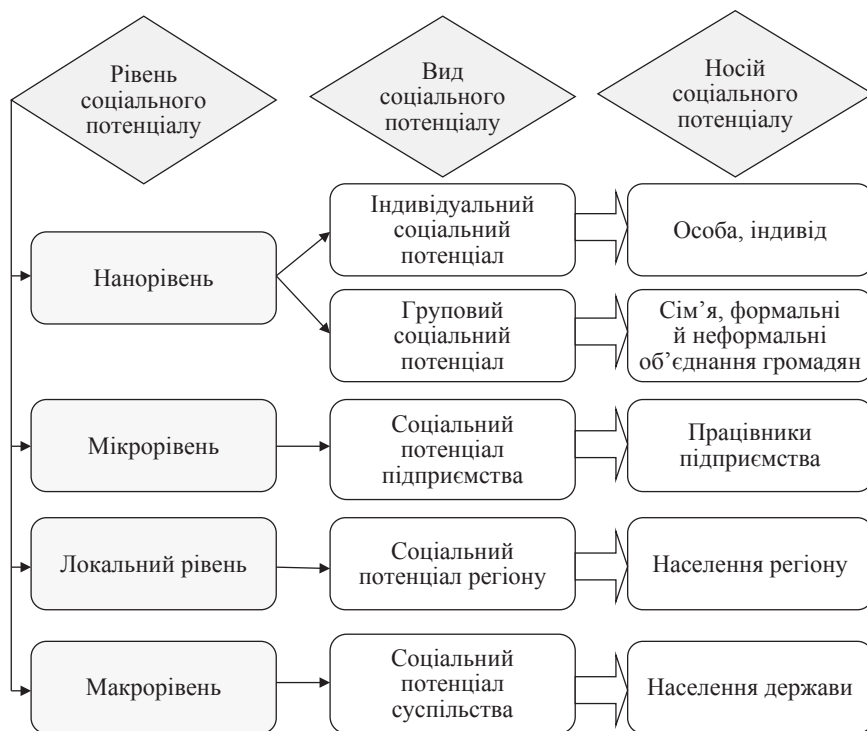 Рівень
соціального
потенціалу
Вид
соціального
потенціалу
Носій
соціального
потенціалу
Нанорівень
Індивідуальний
соціальний
потенціал
Особа, індивід
Груповий
соціальний
потенціал
Сім’я, формальні
й неформальні
об’єднання громадян
Мікрорівень
Соціальний
потенціал
підприємства
Працівники
підприємства
Локальний рівень
Соціальний
потенціал регіону
Населення регіону
Макрорівень
Соціальний
потенціал
суспільства
Населення держави